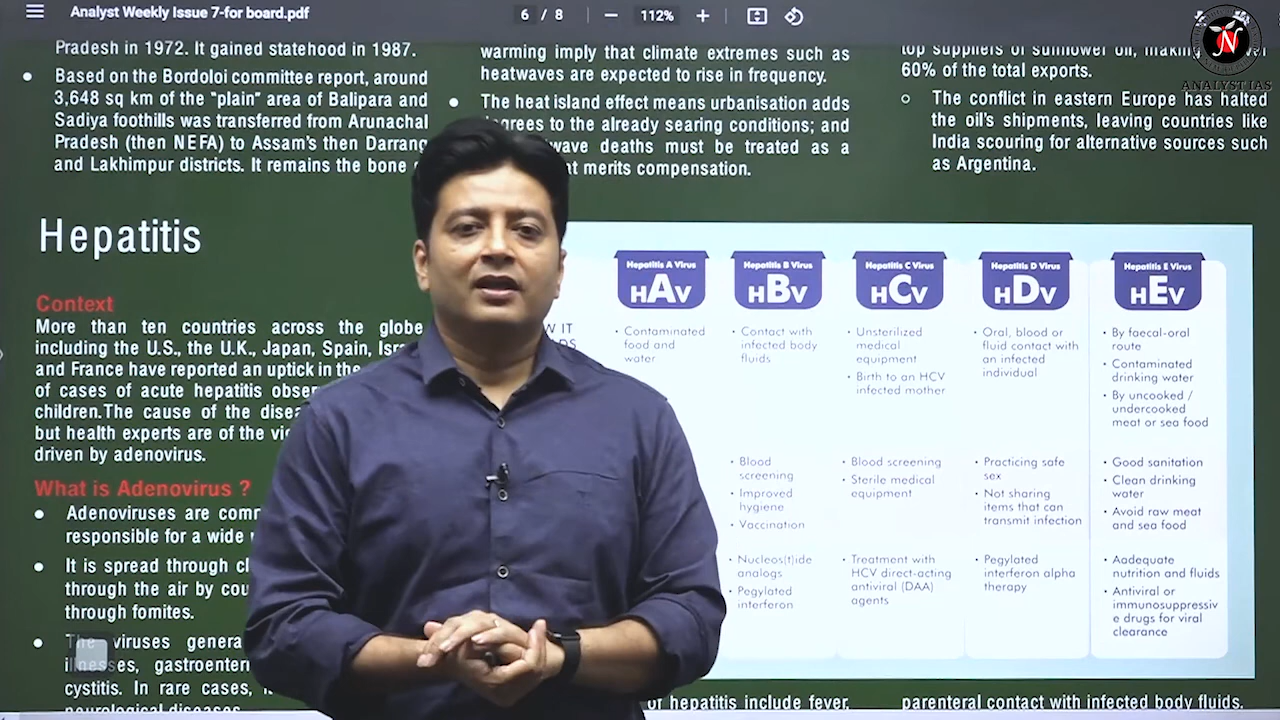 Analyst Weekly Issue 7-for board.pdf
6 / 8
112%
ANALYST IAS
Pradesh in 1972. It gained statehood in 1987.
Based on the Bordoloi committee report, around
3,648 sq km of the "plain" area of Balipara and
Sadiya foothills was transferred from Arunachal
Pradesh (then NEFA) to Assam's then Darrang
and Lakhimpur districts. It remains the bone
warming imply that climate extremes such as
heatwaves are expected to rise in frequency.
The heat island effect means urbanisation adds
degrees to the already searing conditions; and
wave deaths must be treated as a
merits compensation.
top suppliers of sunflower oil,
60% of the total exports.
The conflict in eastern Europe has halted
the oil's shipments, leaving countries like
India scouring for alternative sources such
as Argentina.
Hepatitis
Context
More than ten countries across the globe
including the U.S., the U.K., Japan, Spain,
and France have reported an uptick in the
of cases of acute hepatitis
children.The cause of the
but health experts are of the
driven by adenovirus.
What is Adenovirus ?
Adenoviruses are
responsible for a wide
It is spread through
through the air by
through fomites.
The viruses
illnesses,
cystitis. In rare cases,
neurological diseases
Hepatitis A Virus
HAV
Contaminated
food and
water
Hepatitis B Virus
HBV
Contact with
infected body
fluids
Blood
screening
Improved
hygiene
Vaccination
Nucleos(t)ide
analogs
Pegylated
interferon
Hepatitis C Virus
HCV
Unsterilized
medical
equipment
Birth to an HCV
infected mother
Blood screening
Sterile medical
equipment
Treatment with
HCV direct-acting
antiviral (DAA)
agents
Hepatitis D Virus
HDV
Oral, blood or
fluid contact with
an infected
individual
Practicing safe
sex
Not sharing
items that can
transmit infection
Pegylated
interferon alpha
therapy
Hepatitis E Virus
HEV
By faecal-oral
route
Contaminated
drinking water
By uncooked /
undercooked
meat or sea food
Good sanitation
Clean drinking
water
Avoid raw meat
and sea food
Aadequate
nutrition and fluids
Antiviral or
immunosuppressiv
e drugs for viral
clearance
of hepatitis include fever,
parenteral contact with infected body fluids.